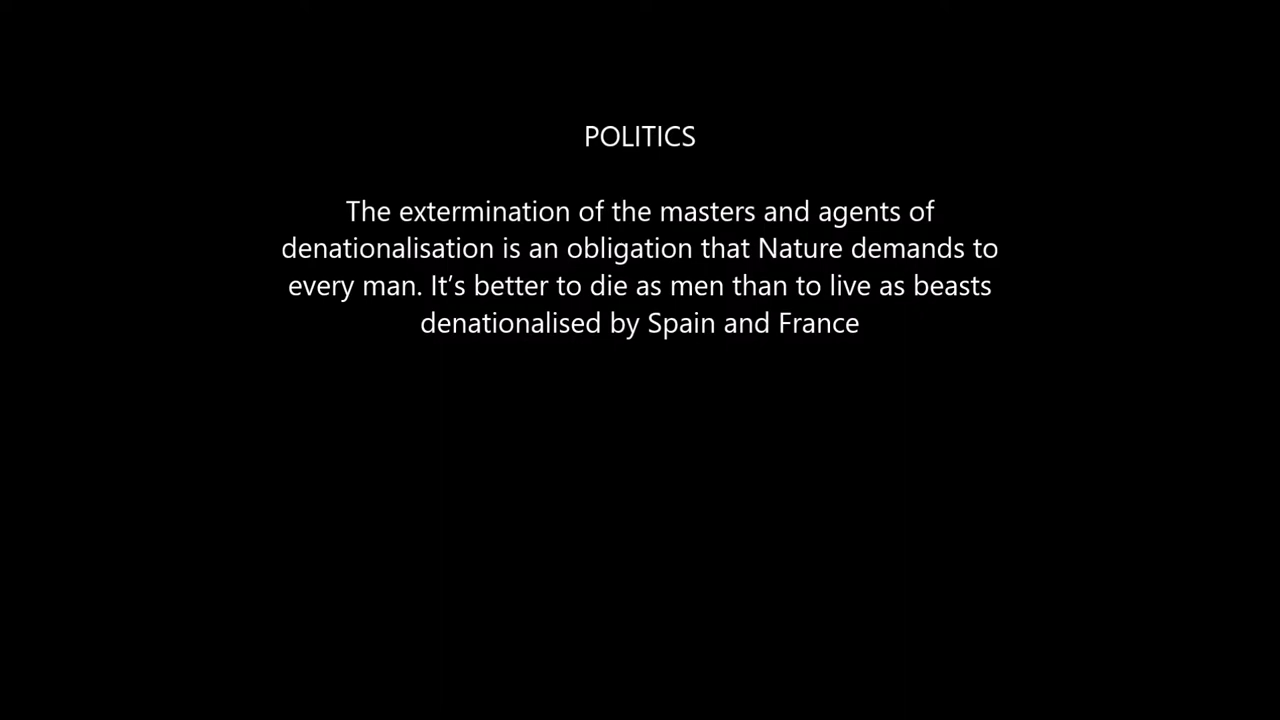 POLITICS
The extermination of the masters and agents of
denationalisation is an obligation that Nature demands to
every man. It’s better to die as men than to live as beasts
denationalised by Spain and France